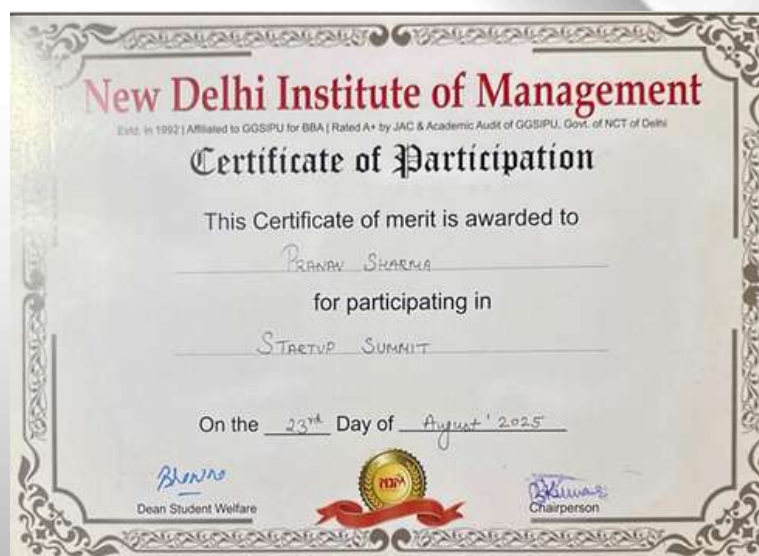 New Delhi Institute of Management
Estd. in 1992 | Affiliated to GGSIPU for BBA | Rated A+ by JAC & Academic Audit of GGSIPU, Govt. of NCT of Delhi
Certificate of Participation
This Certificate of merit is awarded to
PRANAV SHARMA
for participating in
STARTUP SUMMIT
On the 23rd Day of August' 2025
NDIM
Dean Student Welfare
Chairperson